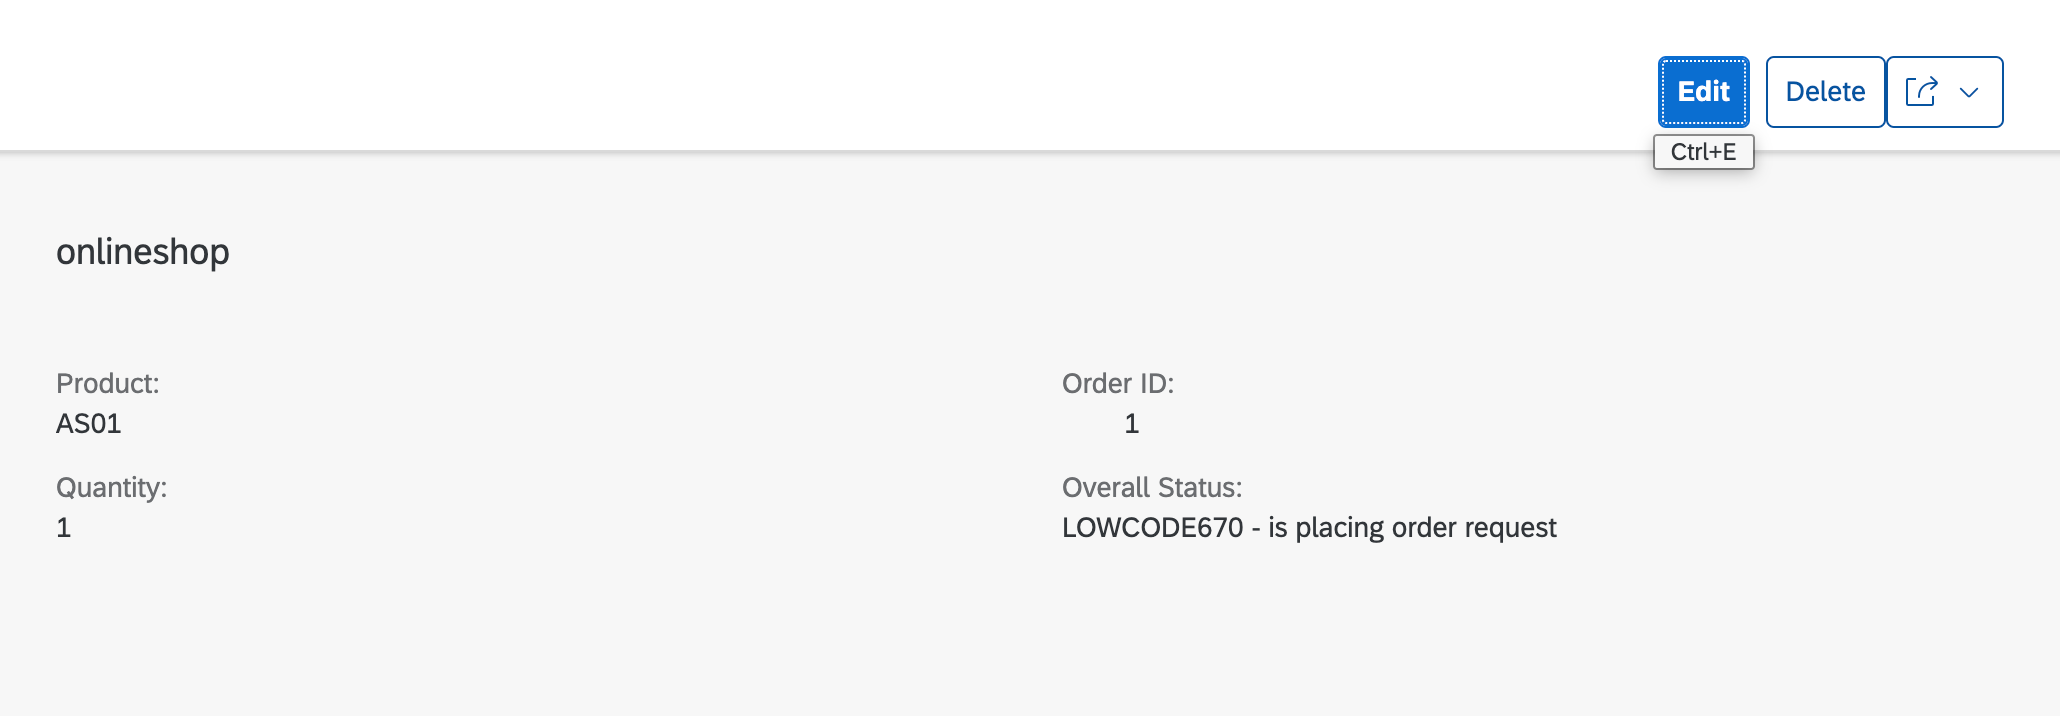 Edit
Delete
Ctrl+E
onlineshop
Product:
AS01
Order ID:
1
Quantity:
1
Overall Status:
LOWCODE670 - is placing order request